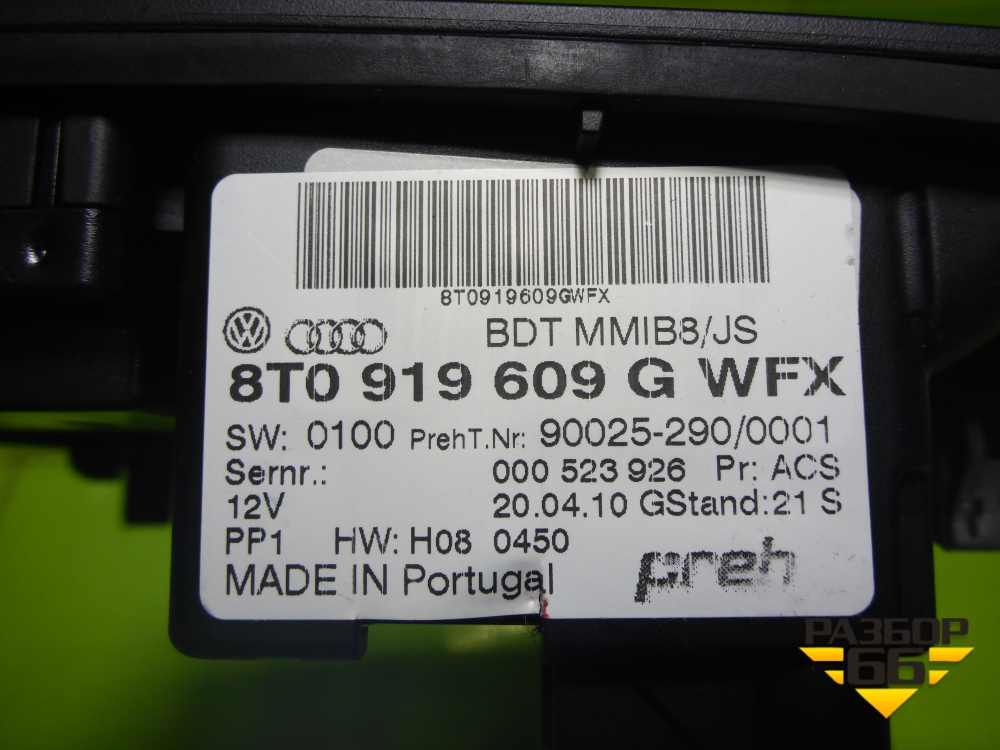 8T0919609GWFX
BDT MMIB8/JS
8T0 919 609 G WFX
SW: 0100 PrehT.Nr: 90025-290/0001
Sernr.: 000 523 926 Pr: ACS
12V 20.04.10 GStand:21 S
PP1 HW: H08 0450
MADE IN Portugal
preh
РАЗБОР
66